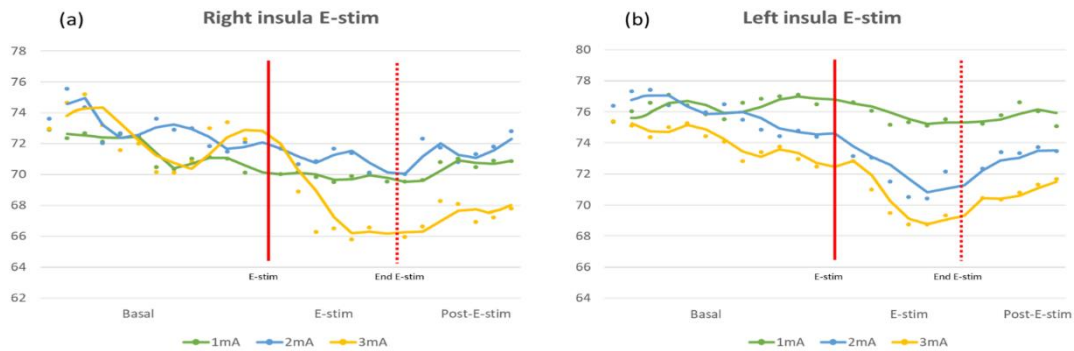 (a) Right insula E-stim
78
76
74
72
70
68
66
64
62
E-stim
End E-stim
Basal E-stim Post-E-stim
1mA 2mA 3mA
(b) Left insula E-stim
80
78
76
74
72
70
68
66
64
E-stim
End E-stim
Basal E-stim Post-E-stim
1mA 2mA 3mA